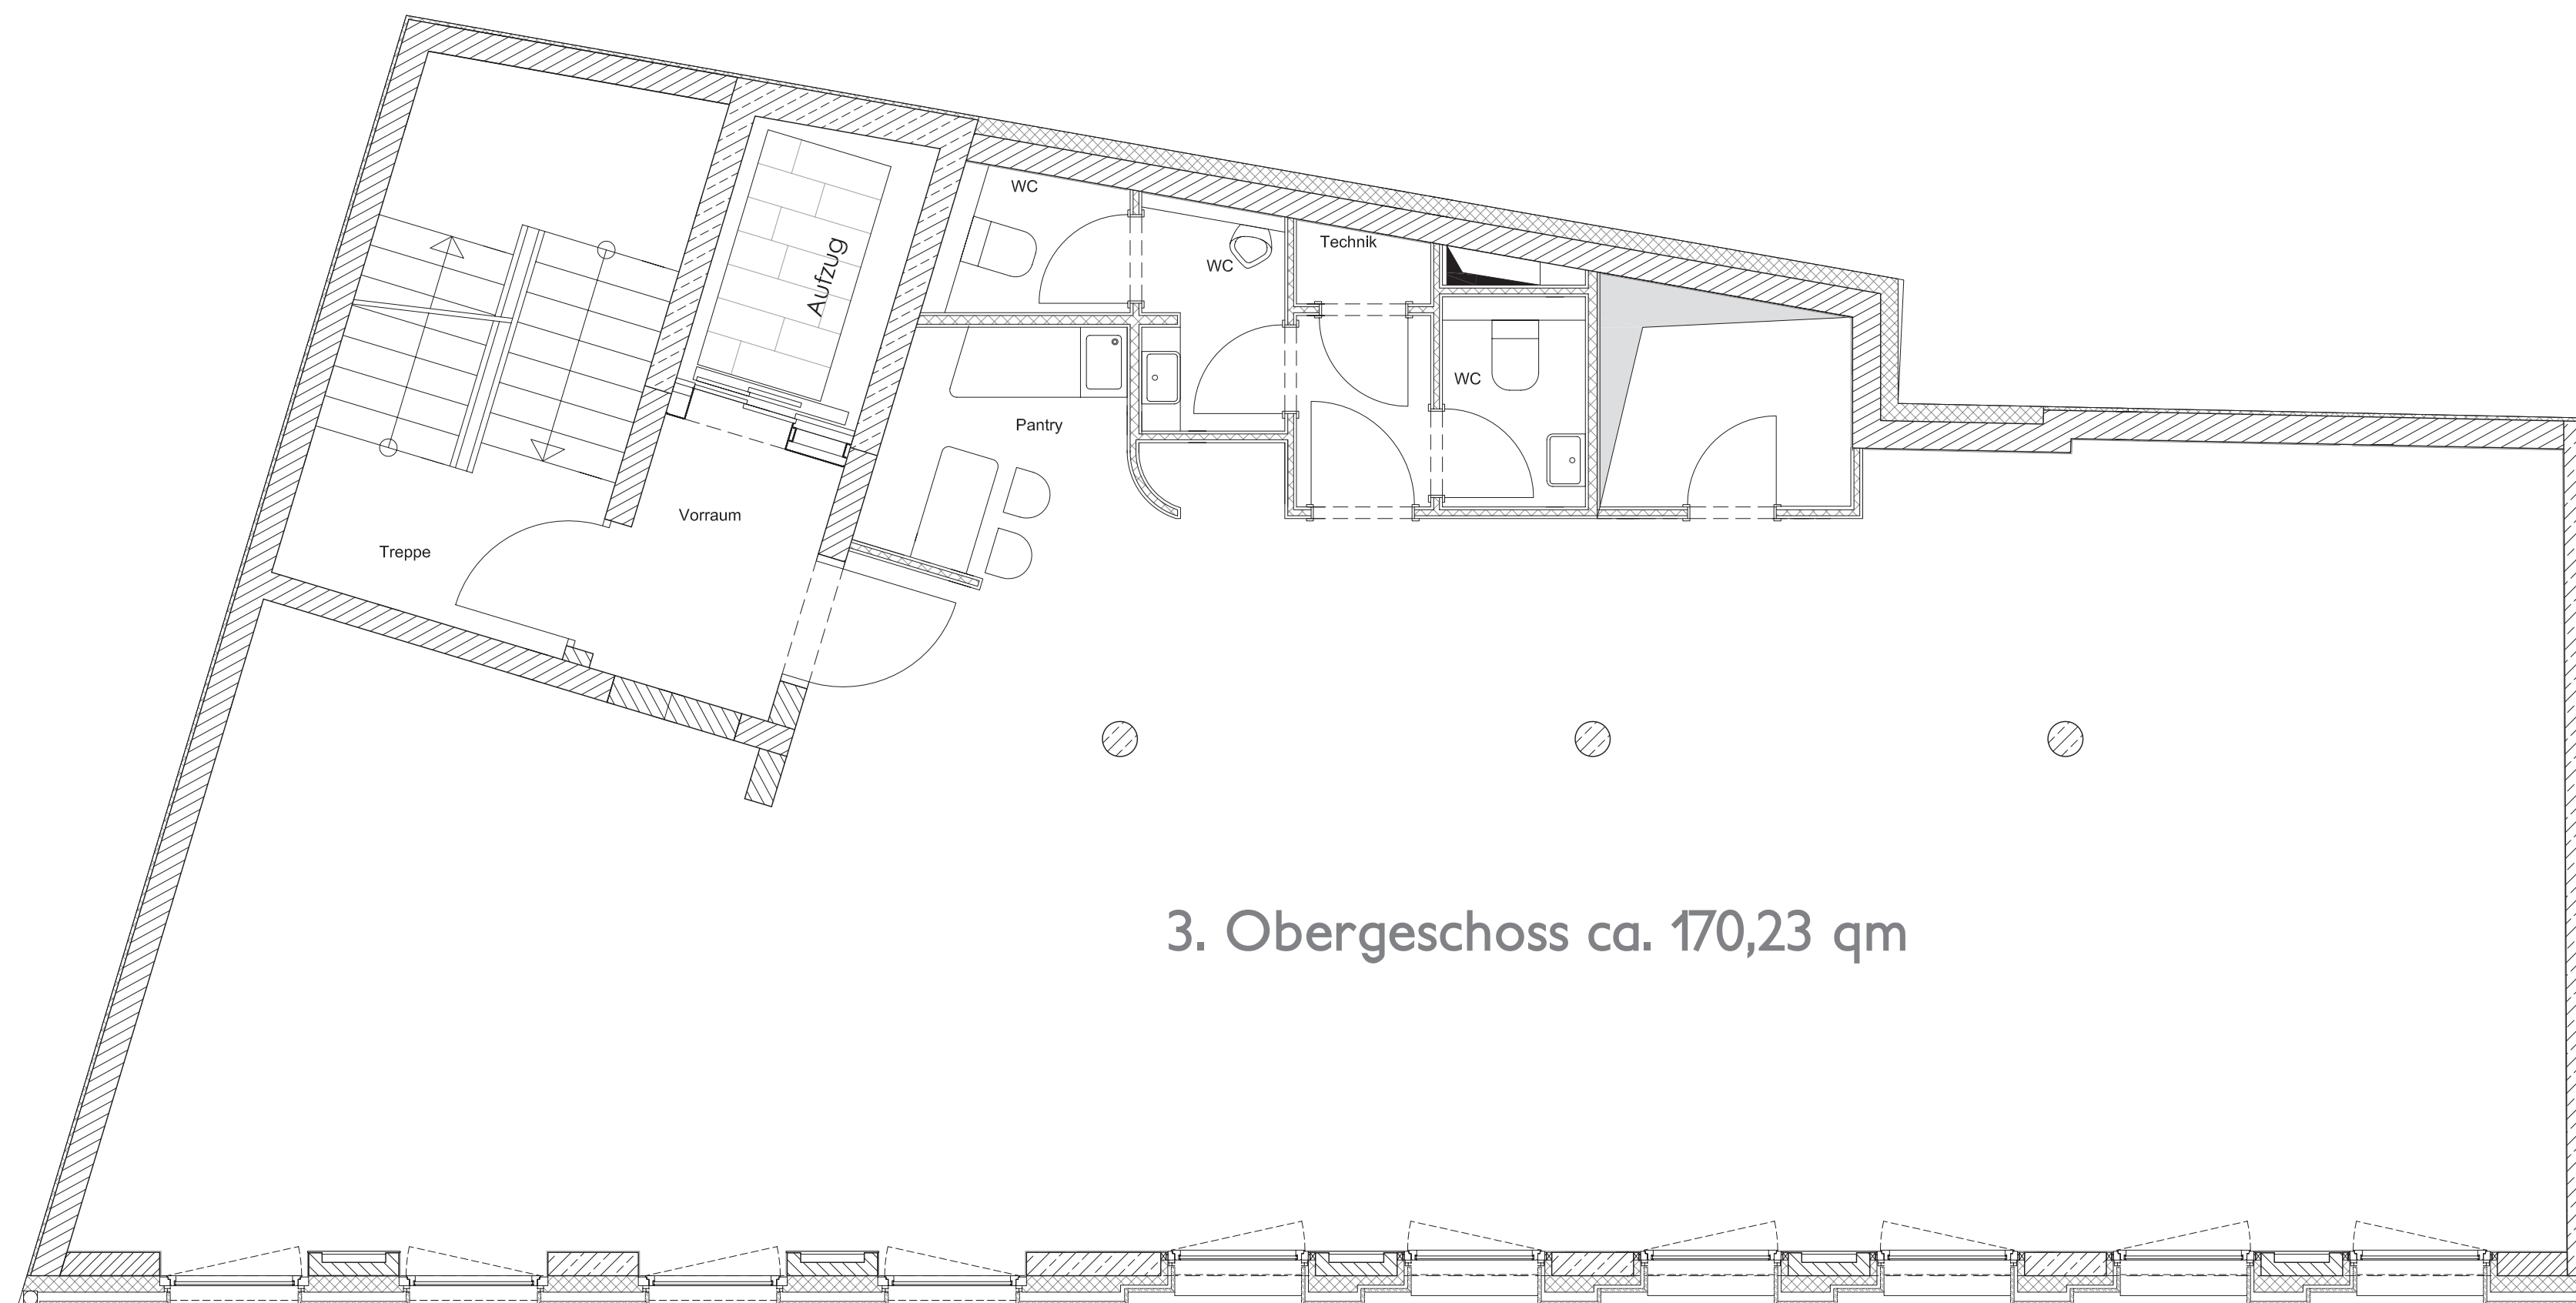 WC
Aufzug
WC
Technik
WC
Pantry
Vorraum
Treppe
3. Obergeschoss ca. 170,23 qm